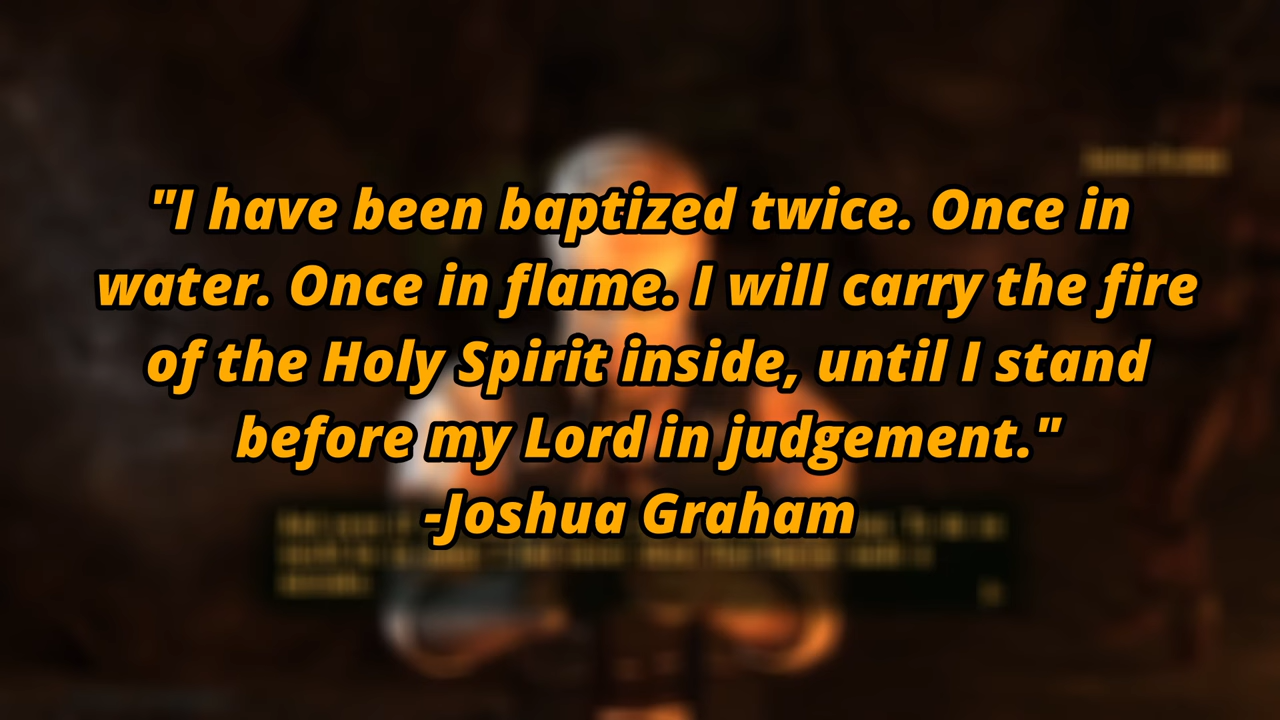 "I have been baptized twice. Once in
water. Once in flame. I will carry the fire
of the Holy Spirit inside, until I stand
before my Lord in judgement."
-Joshua Graham